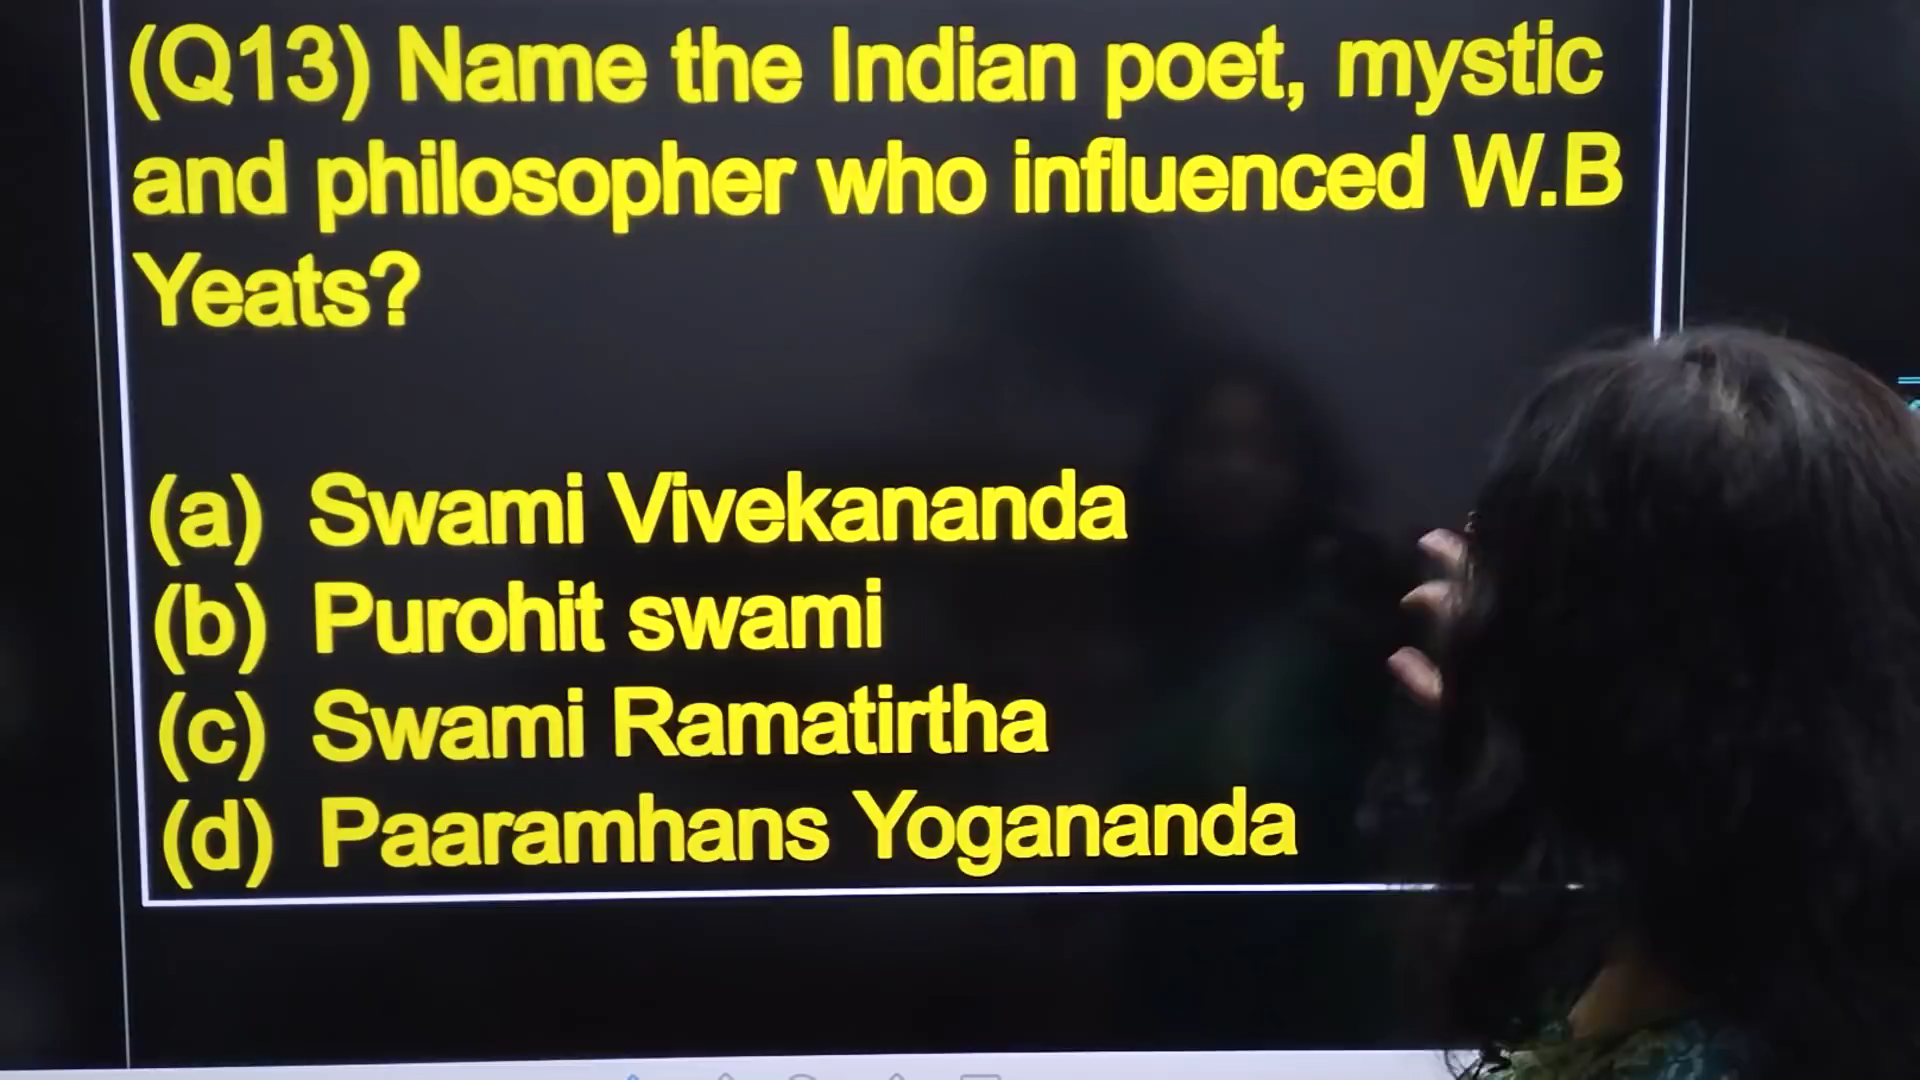 (Q13) Name the Indian poet, mystic
and philosopher who influenced W.B
Yeats?
(a) Swami Vivekananda
(b) Purohit swami
(c) Swami Ramatirtha
(d) Paaramhans Yogananda